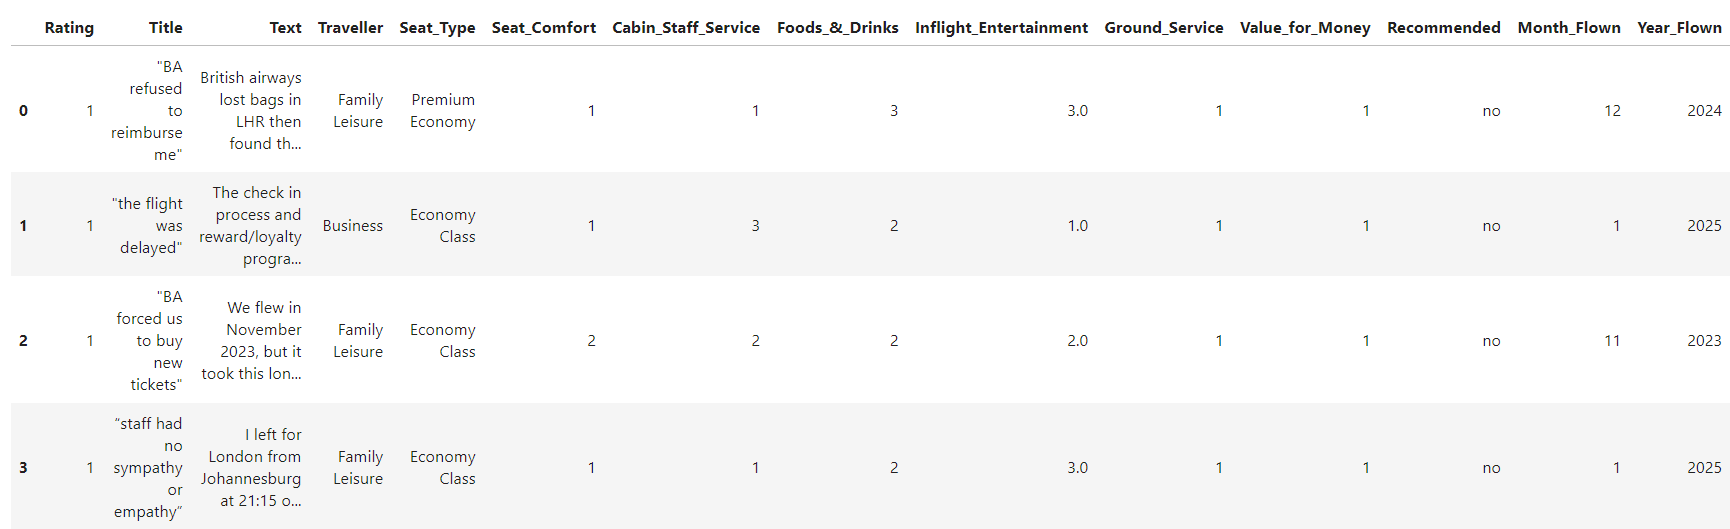 Rating Title Text Traveller Seat_Type Seat_Comfort Cabin_Staff_Service Foods_&_Drinks Inflight_Entertainment Ground_Service Value_for_Money Recommended Month_Flown Year_Flown
0 1 "BA refused to reimburse me" British airways lost bags in LHR then found th... Family Leisure Premium Economy 1 1 3 3.0 1 1 no 12 2024
1 1 "the flight was delayed" The check in process and reward/loyalty progra... Business Economy Class 1 3 2 1.0 1 1 no 1 2025
2 1 "BA forced us to buy new tickets" We flew in November 2023, but it took this lon... Family Leisure Economy Class 2 2 2 2.0 1 1 no 11 2023
3 1 “staff had no sympathy or empathy” I left for London from Johannesburg at 21:15 o... Family Leisure Economy Class 1 1 2 3.0 1 1 no 1 2025